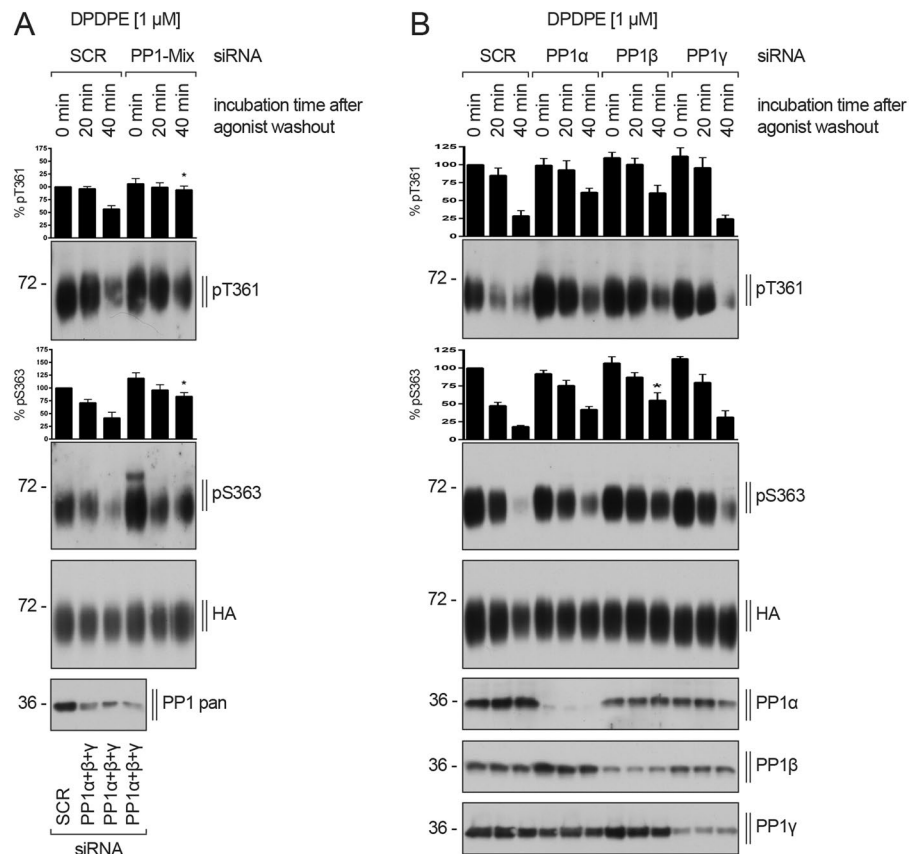 A
DPDPE [1 µM]
SCR PP1-Mix siRNA
0 min 20 min 40 min 0 min 20 min 40 min
incubation time after
agonist washout
% pT361
175
150
125
100
75
50
25
0
*
72 -
pT361
% pS363
175
150
125
100
75
50
25
0
*
72 -
pS363
72 -
HA
36 -
PP1 pan
SCR PP1α+β+γ PP1α+β+γ PP1α+β+γ
siRNA
B
DPDPE [1 µM]
SCR PP1α PP1β PP1γ siRNA
0 min 20 min 40 min 0 min 20 min 40 min 0 min 20 min 40 min 0 min 20 min 40 min
incubation time after
agonist washout
% pT361
125
100
75
50
25
0
72 -
pT361
% pS363
125
100
75
50
25
0
*
72 -
pS363
72 -
HA
36 -
PP1α
36 -
PP1β
36 -
PP1γ